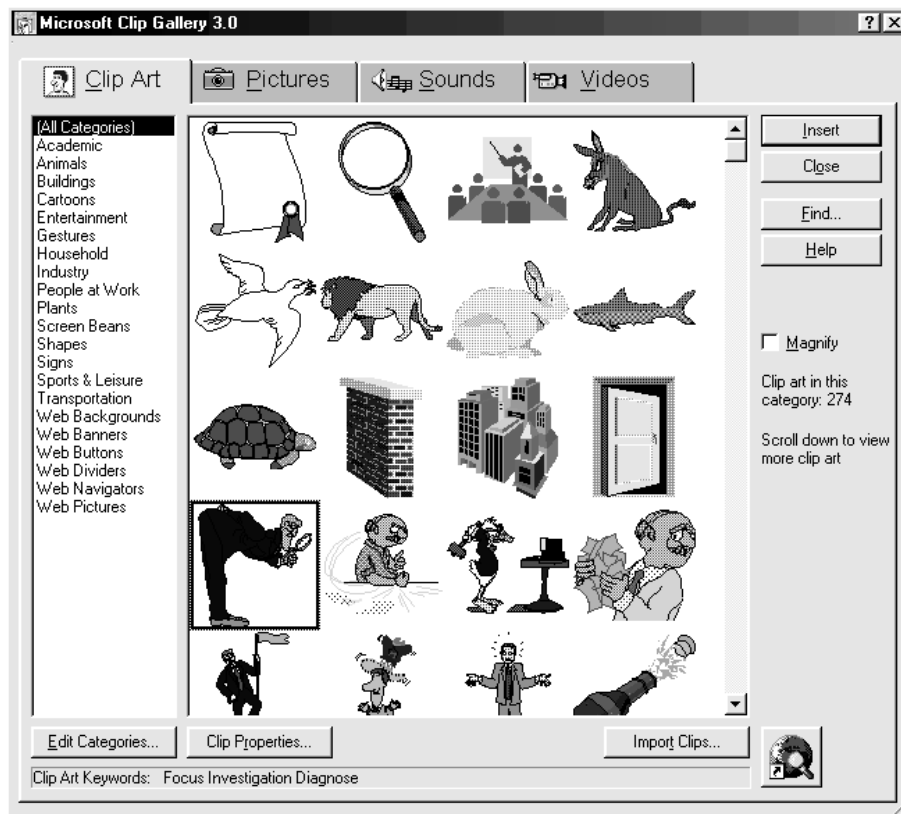 Microsoft Clip Gallery 3.0
Clip Art
Pictures
Sounds
Videos
(All Categories)
Academic
Animals
Buildings
Cartoons
Entertainment
Gestures
Household
Industry
People at Work
Plants
Screen Beans
Shapes
Signs
Sports & Leisure
Transportation
Web Backgrounds
Web Banners
Web Buttons
Web Dividers
Web Navigators
Web Pictures
Insert
Close
Find...
Help
Magnify
Clip art in this
category: 274
Scroll down to view
more clip art
Edit Categories...
Clip Properties...
Import Clips...
Clip Art Keywords: Focus Investigation Diagnose